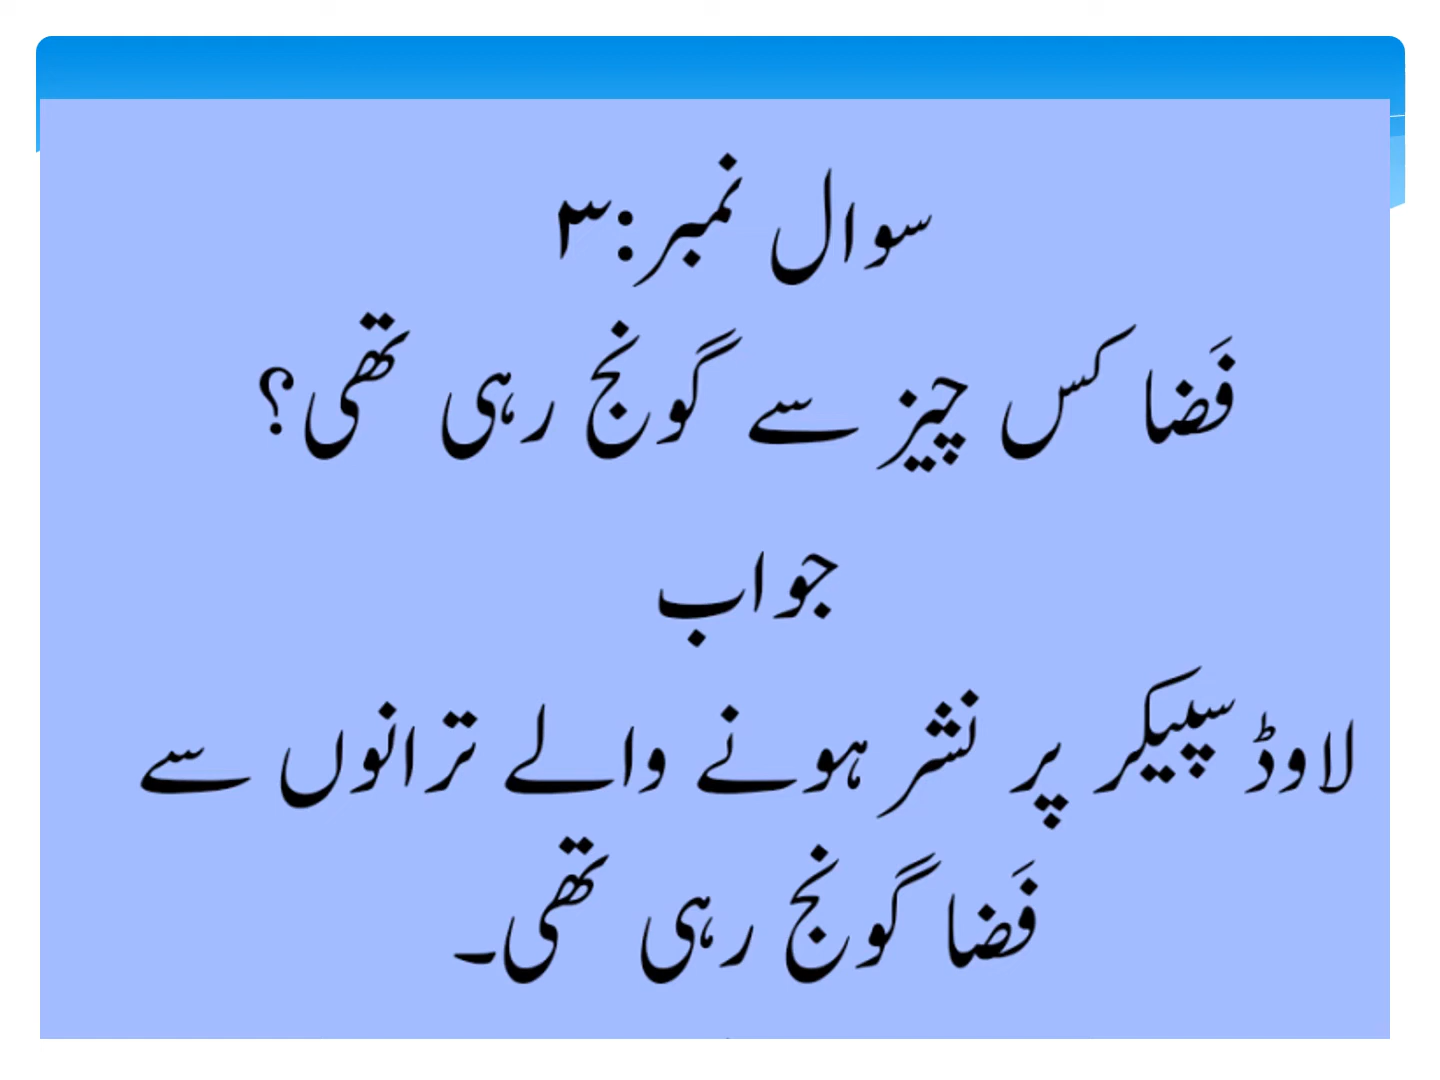 سوال نمبر:۳
فَضا کس چیز سے گونج رہی تھی؟
جواب
لاوڈ سپیکر پر نشر ہونے والے ترانوں سے
فَضا گونج رہی تھی۔